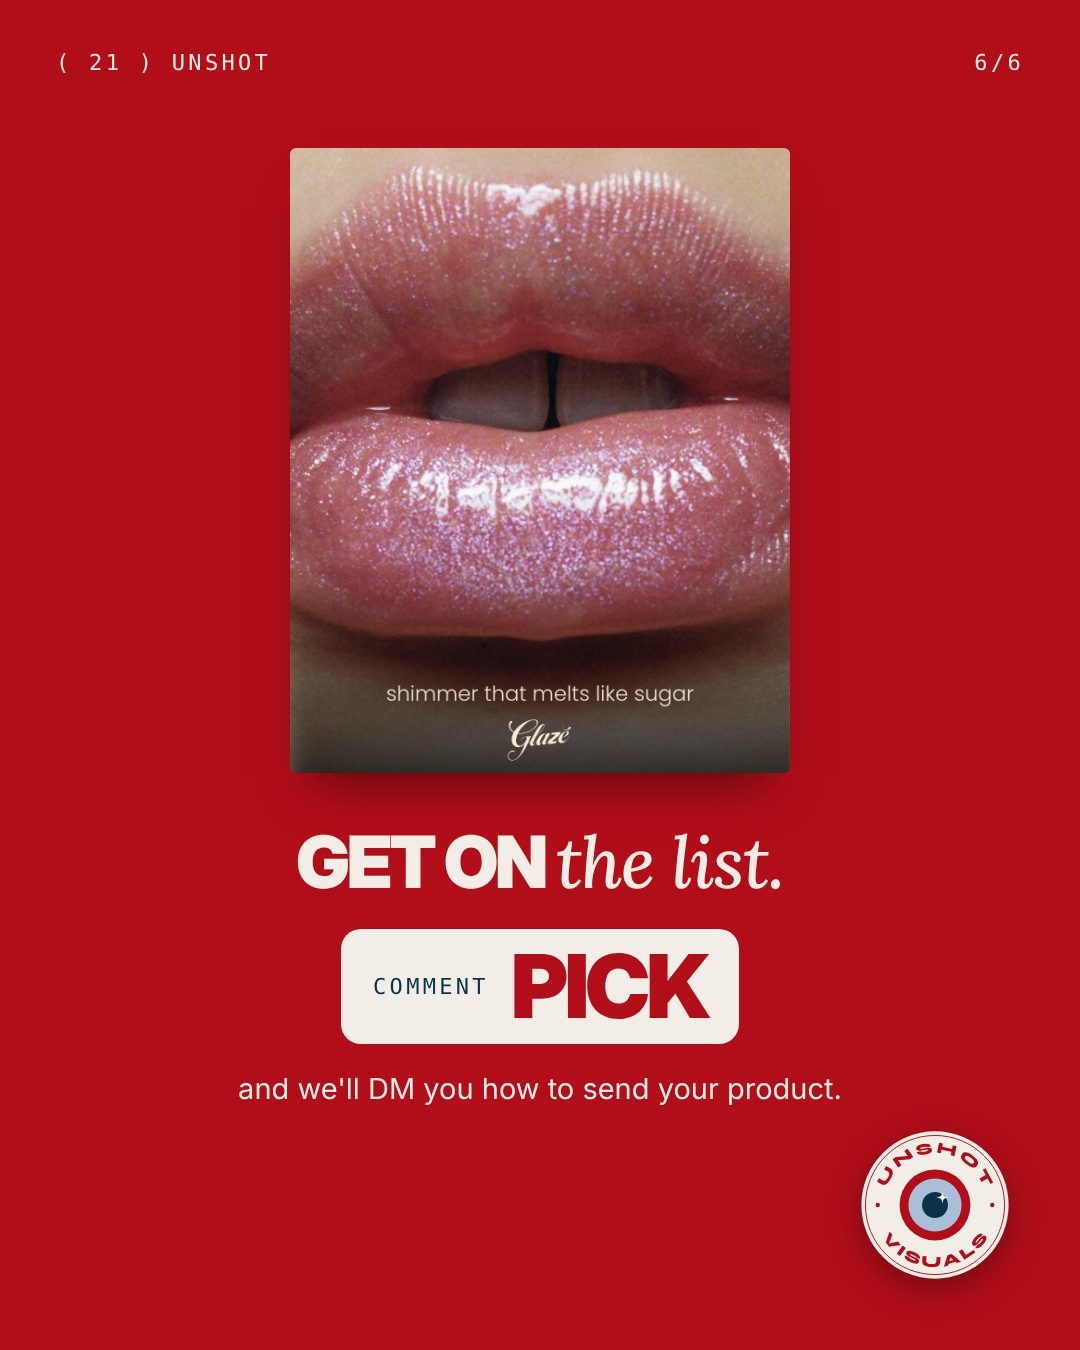 ( 21 ) UNSHOT
6/6
shimmer that melts like sugar
Glazé
GET ON the list.
COMMENT PICK
and we'll DM you how to send your product.
UNSHOT
VISUALS